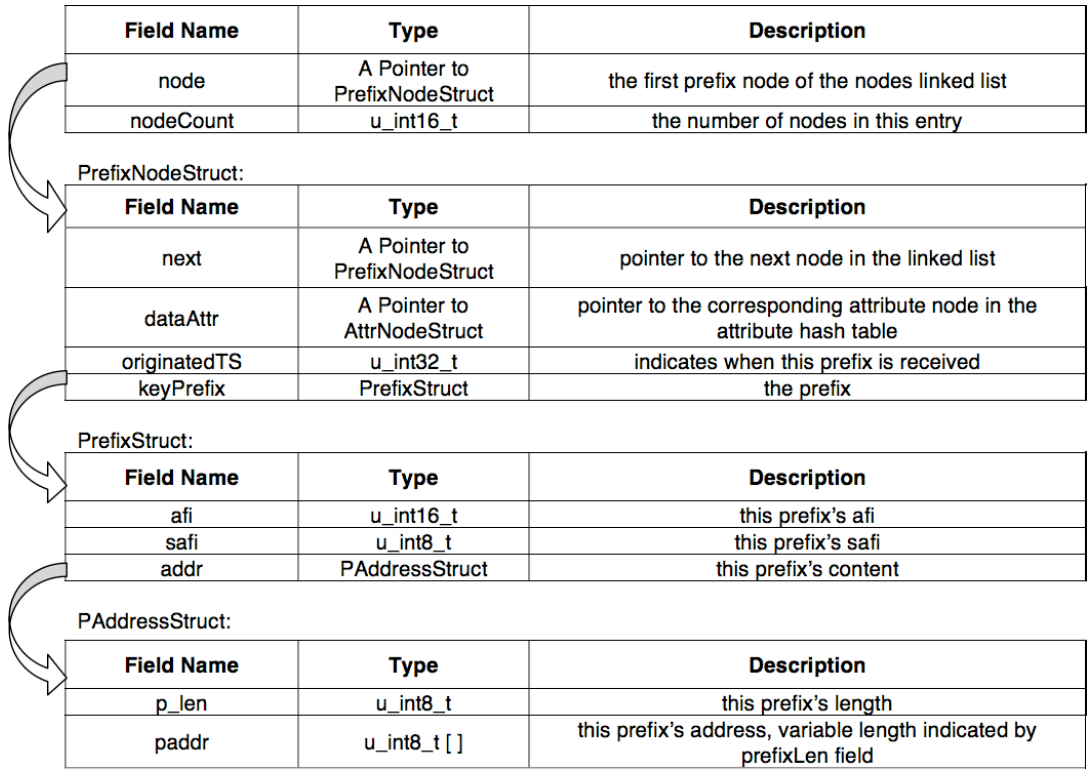 Field Name Type Description
node A Pointer to PrefixNodeStruct the first prefix node of the nodes linked list
nodeCount u_int16_t the number of nodes in this entry
PrefixNodeStruct:
Field Name Type Description
next A Pointer to PrefixNodeStruct pointer to the next node in the linked list
dataAttr A Pointer to AttrNodeStruct pointer to the corresponding attribute node in the attribute hash table
originatedTS u_int32_t indicates when this prefix is received
keyPrefix PrefixStruct the prefix
PrefixStruct:
Field Name Type Description
afi u_int16_t this prefix's afi
safi u_int8_t this prefix's safi
addr PAddressStruct this prefix's content
PAddressStruct:
Field Name Type Description
p_len u_int8_t this prefix's length
paddr u_int8_t [ ] this prefix's address, variable length indicated by prefixLen field